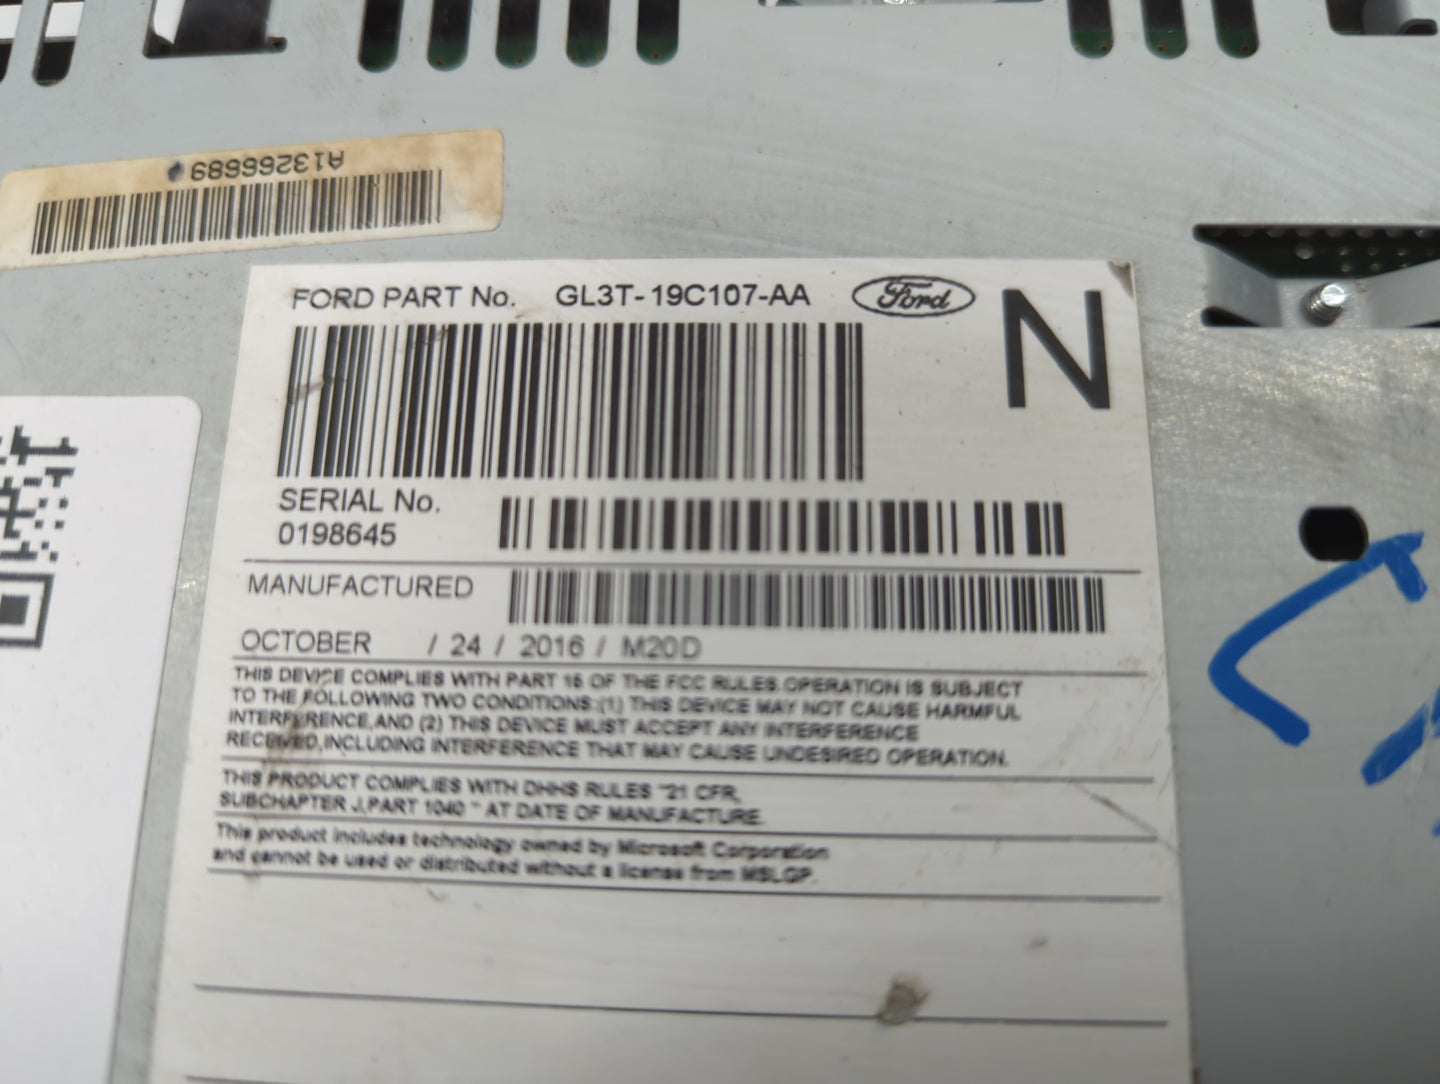 A13266689
FORD PART No. GL3T-19C107-AA Ford N
SERIAL No.
0198645
MANUFACTURED
OCTOBER / 24 / 2016 / M20D
THIS DEVICE COMPLIES WITH PART 15 OF THE FCC RULES.OPERATION IS SUBJECT
TO THE FOLLOWING TWO CONDITIONS:(1) THIS DEVICE MAY NOT CAUSE HARMFUL
INTERFERENCE,AND (2) THIS DEVICE MUST ACCEPT ANY INTERFERENCE
RECEIVED,INCLUDING INTERFERENCE THAT MAY CAUSE UNDESIRED OPERATION.
THIS PRODUCT COMPLIES WITH DHHS RULES "21 CFR,
SUBCHAPTER J,PART 1040 " AT DATE OF MANUFACTURE.
This product includes technology owned by Microsoft Corporation
and cannot be used or distributed without a license from MSLGP.